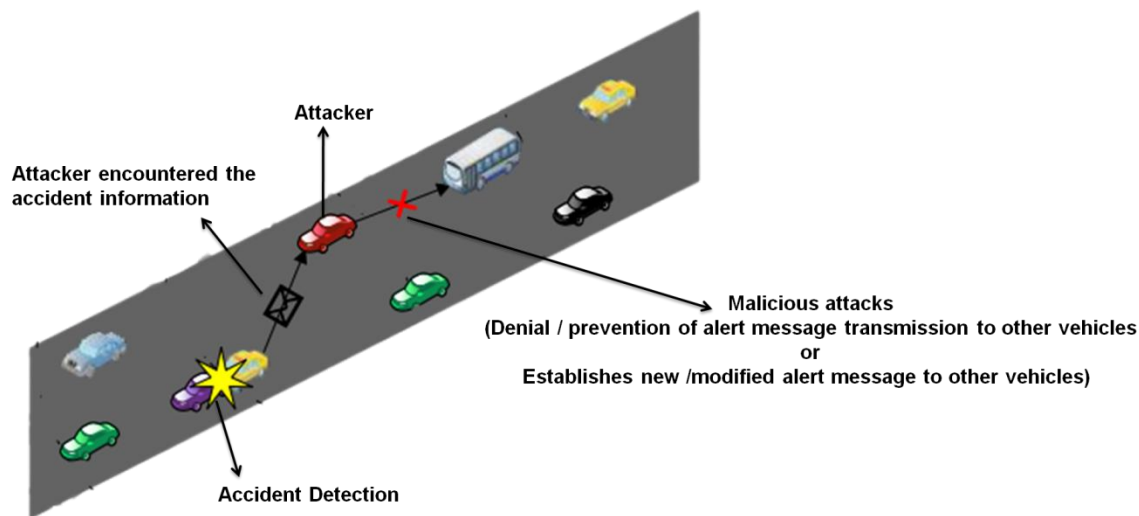 Attacker
Attacker encountered the
accident information
Malicious attacks
(Denial / prevention of alert message transmission to other vehicles
or
Establishes new /modified alert message to other vehicles)
Accident Detection